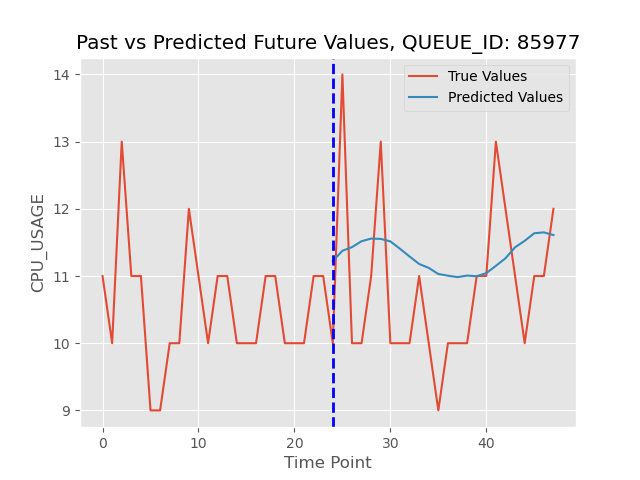 Past vs Predicted Future Values, QUEUE_ID: 85977
True Values
Predicted Values
14
13
12
11
10
9
CPU_USAGE
0 10 20 30 40
Time Point